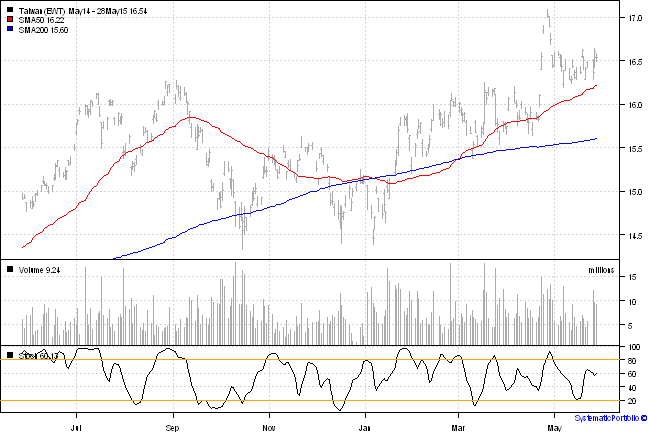 Taiwan (EWT) May14 - 28May15 16.54
SMA50 16.22
SMA200 15.60
17.0
16.5
16.0
15.5
15.0
14.5
Volume 9.24
millions
15
10
5
100
80
60
40
20
Jul Sep Nov Jan Mar May
SystematicPortfolio ©